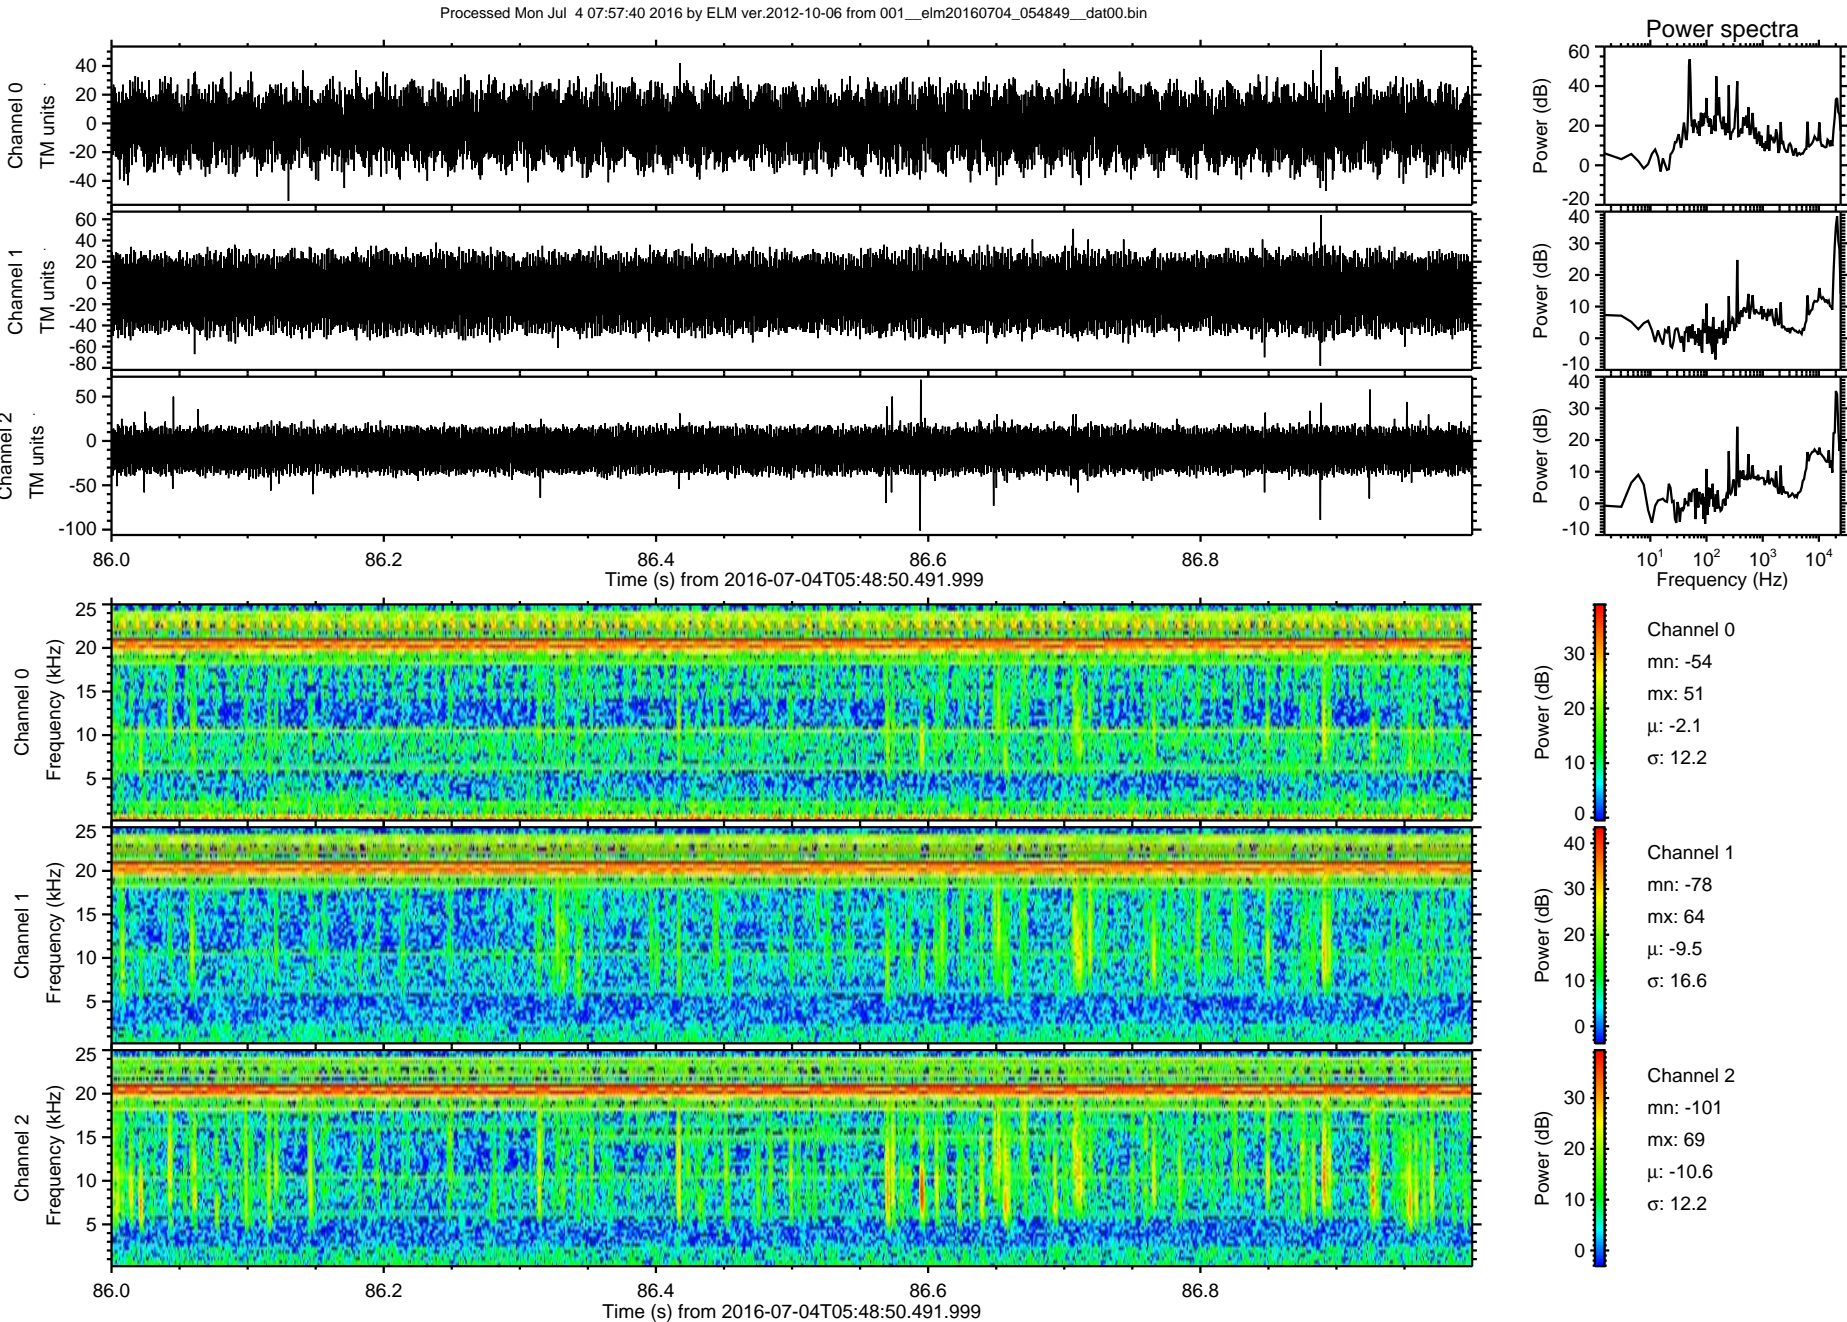 Processed Mon Jul  4 07:57:40 2016 by ELM ver.2012-10-06 from 001__elm20160704_054849__dat00.bin
Power spectra
Channel 0
TM units
40
20
0
-20
-40
Power (dB)
60
40
20
0
-20
Channel 1
TM units
60
40
20
0
-20
-40
-60
-80
Power (dB)
40
30
20
10
0
-10
Channel 2
TM units
50
0
-50
-100
Power (dB)
40
30
20
10
0
-10
86.0 86.2 86.4 86.6 86.8
Time (s) from 2016-07-04T05:48:50.491.999
10¹ 10² 10³ 10⁴
Frequency (Hz)
Channel 0
Frequency (kHz)
25
20
15
10
5
Power (dB)
30
20
10
0
Channel 0
mn: -54
mx: 51
μ: -2.1
σ: 12.2
Channel 1
Frequency (kHz)
25
20
15
10
5
Power (dB)
40
30
20
10
0
Channel 1
mn: -78
mx: 64
μ: -9.5
σ: 16.6
Channel 2
Frequency (kHz)
25
20
15
10
5
Power (dB)
30
20
10
0
Channel 2
mn: -101
mx: 69
μ: -10.6
σ: 12.2
86.0 86.2 86.4 86.6 86.8
Time (s) from 2016-07-04T05:48:50.491.999